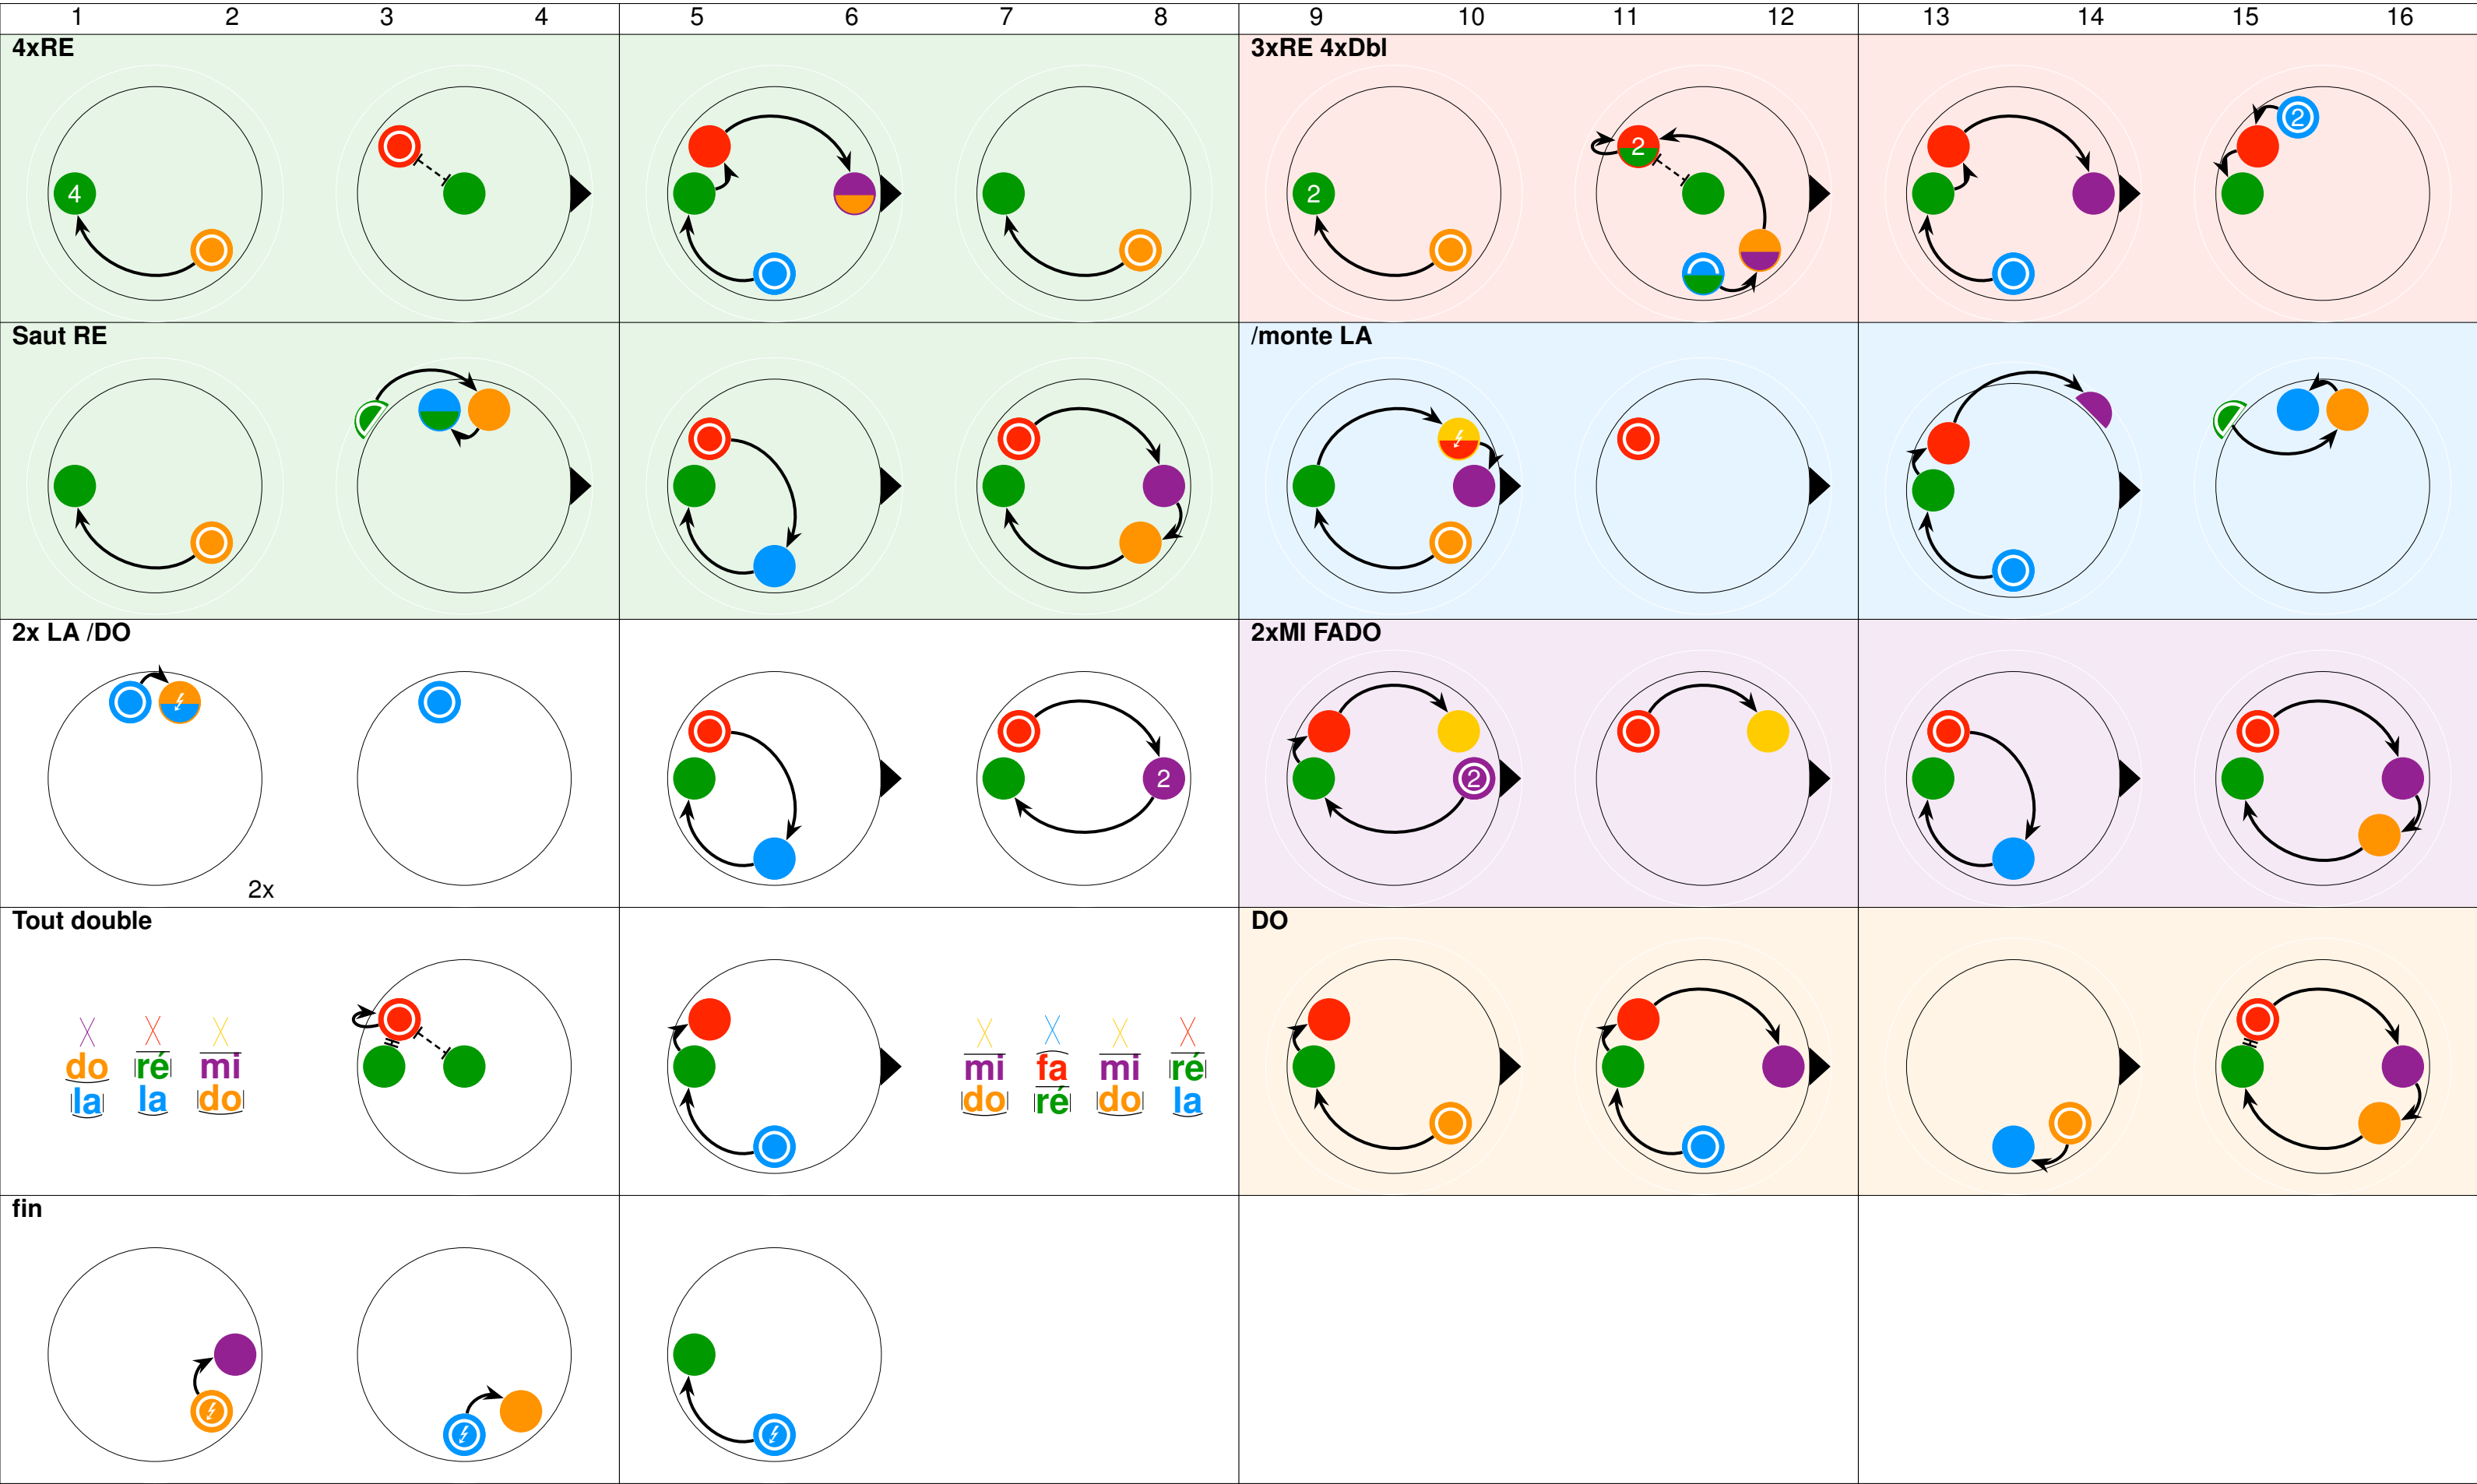 1 2 3 4 5 6 7 8 9 10 11 12 13 14 15 16
4xRE 3xRE 4xDbl
4 2 2 2
Saut RE /monte LA
2x LA /DO 2xMI FADO
2 2
2x
Tout double DO
do ré mi mi fa mi ré
la la do do ré do la
fin